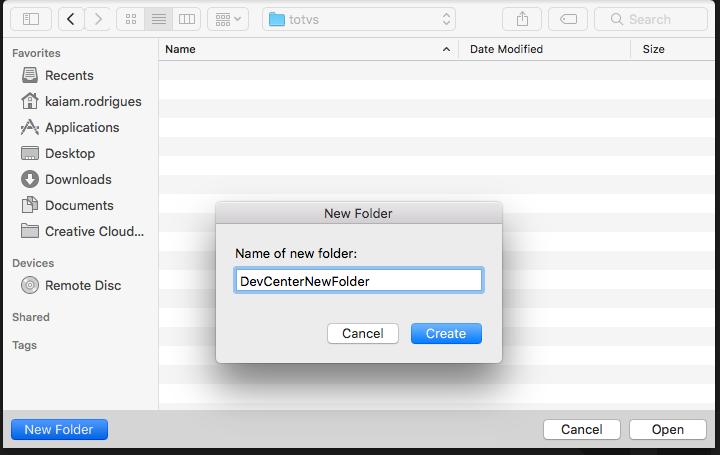 totvs
Search
Favorites
Recents
kaiam.rodrigues
Applications
Desktop
Downloads
Documents
Creative Cloud...
Devices
Remote Disc
Shared
Tags
Name
Date Modified
Size
New Folder
Name of new folder:
DevCenterNewFolder
Cancel
Create
New Folder
Cancel
Open